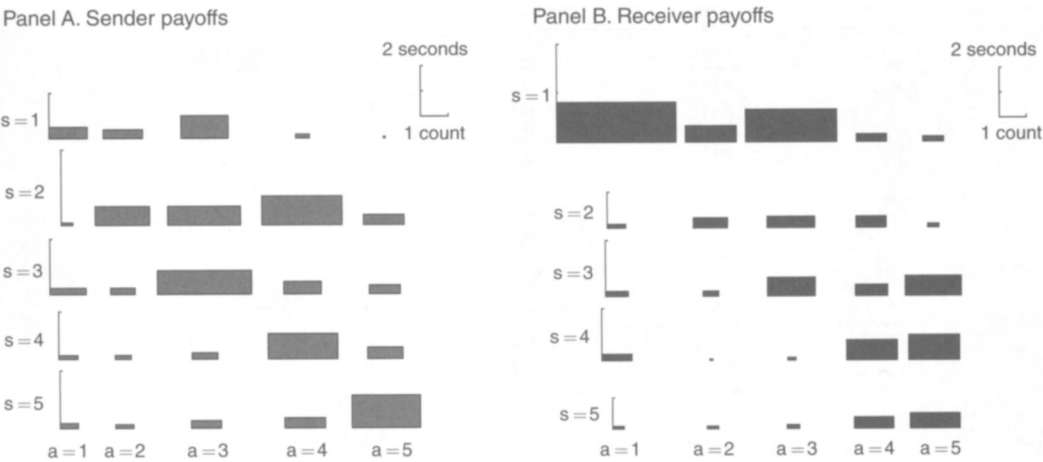 Panel A. Sender payoffs
2 seconds
1 count
s = 1
s = 2
s = 3
s = 4
s = 5
a = 1 a = 2 a = 3 a = 4 a = 5
Panel B. Receiver payoffs
2 seconds
1 count
s = 1
s = 2
s = 3
s = 4
s = 5
a = 1 a = 2 a = 3 a = 4 a = 5